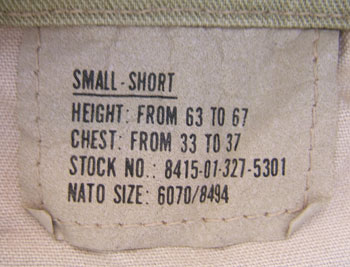 SMALL-SHORT
HEIGHT: FROM 63 TO 67
CHEST: FROM 33 TO 37
STOCK NO.: 8415-01-327-5301
NATO SIZE: 6070/8494